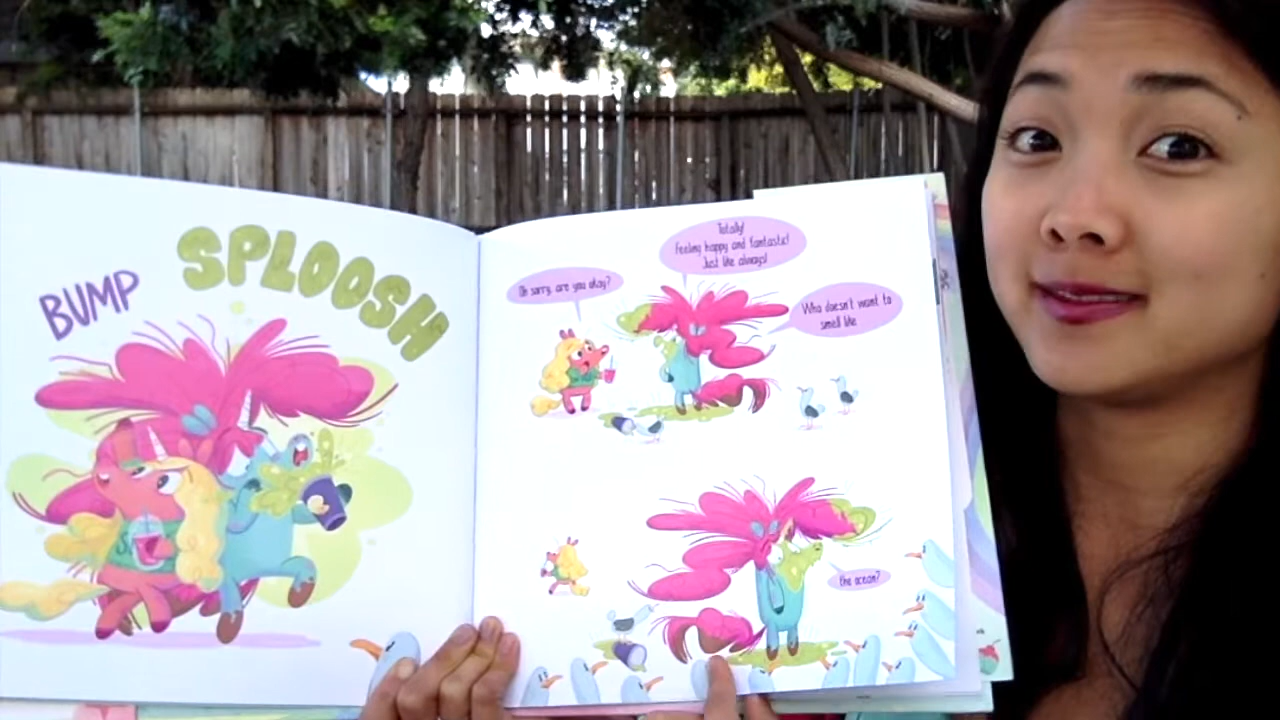 BUMP
SPLOOSH
Oh sorry, are you okay?
Totally!
Feeling happy and fantastic!
Just like always!
Who doesn't want to
smell like
the ocean?